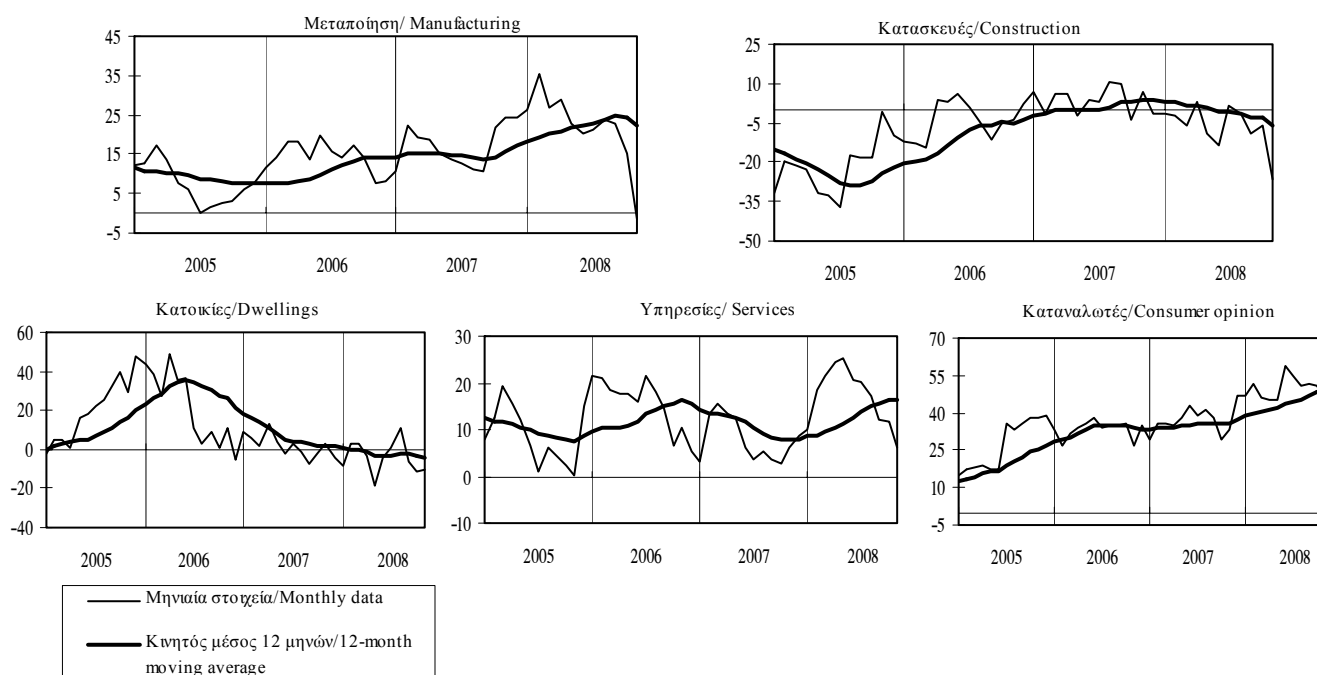 Μεταποίηση/ Manufacturing
45
35
25
15
5
-5
2005 2006 2007 2008
Κατασκευές/Construction
25
10
-5
-20
-35
-50
2005 2006 2007 2008
Κατοικίες/Dwellings
60
40
20
0
-20
-40
2005 2006 2007 2008
Υπηρεσίες/ Services
30
20
10
0
-10
2005 2006 2007 2008
Καταναλωτές/Consumer opinion
70
55
40
25
10
-5
2005 2006 2007 2008
Μηνιαία στοιχεία/Monthly data
Κινητός μέσος 12 μηνών/12-month
moving average